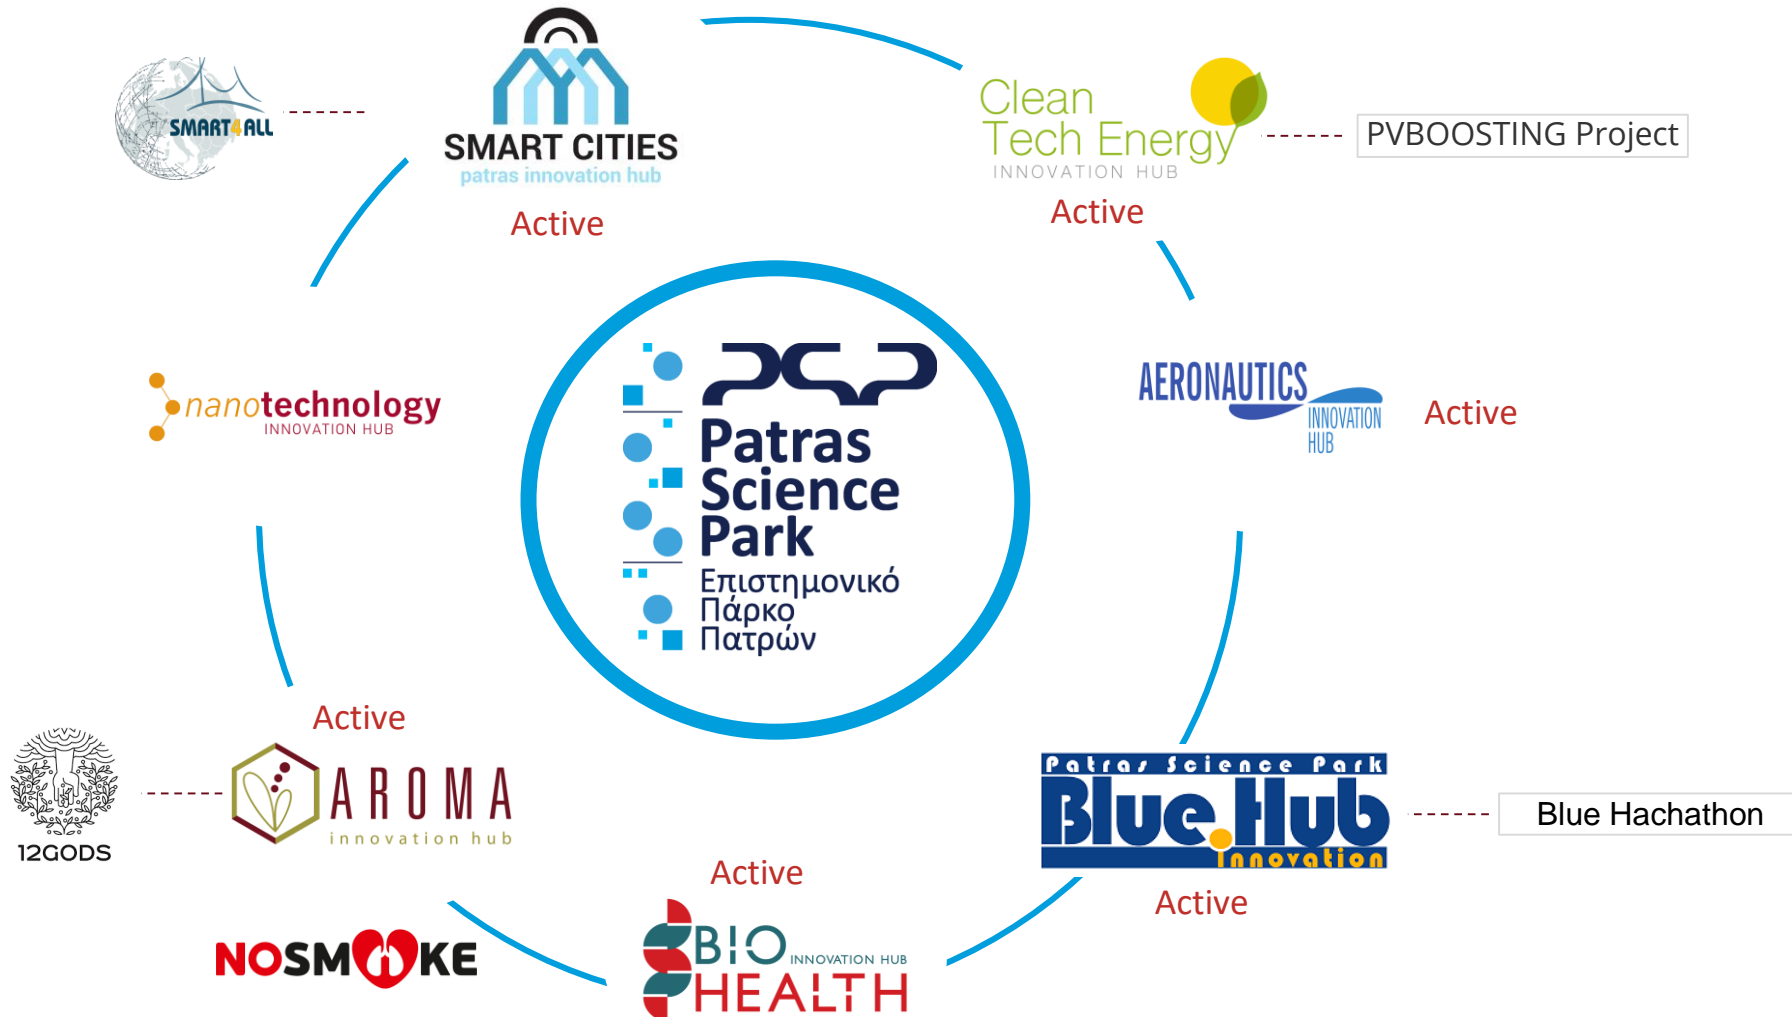 SMART4ALL
SMART CITIES
patras innovation hub
Active
Clean
Tech Energy
INNOVATION HUB
Active
PVBOOSTING Project
nanotechnology
INNOVATION HUB
PSP
Patras
Science
Park
Επιστημονικό
Πάρκο
Πατρών
AERONAUTICS
INNOVATION
HUB
Active
Active
12GODS
AROMA
innovation hub
Patras Science Park
Blue.Hub
innovation
Active
Blue Hachathon
NOSMOKE
Active
BIO
INNOVATION HUB
HEALTH